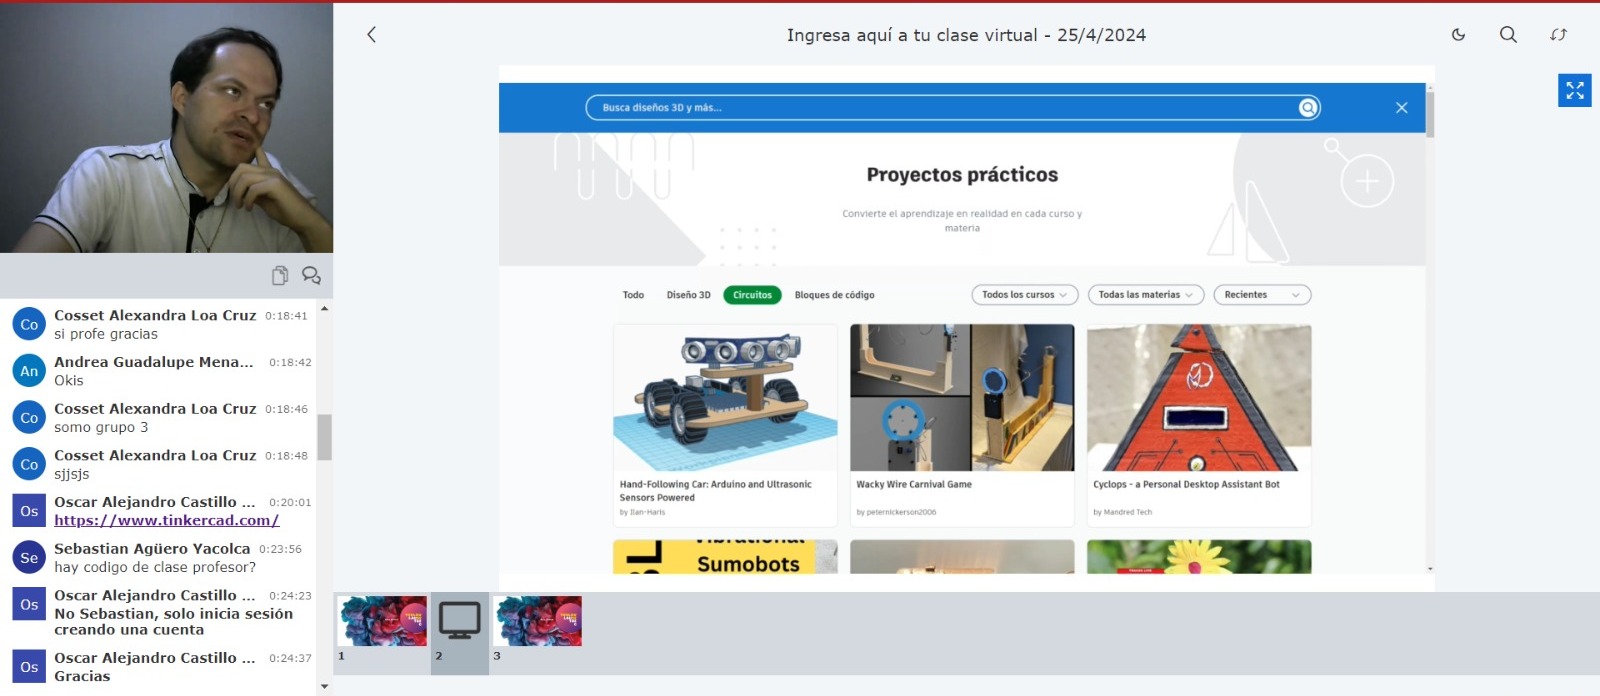 Ingresa aquí a tu clase virtual - 25/4/2024
Busca diseños 3D y más...
Proyectos prácticos
Convierte el aprendizaje en realidad en cada curso y
materia
Todo Diseño 3D Circuitos Bloques de código Todos los cursos Todas las materias Recientes
Hand-Following Car: Arduino and Ultrasonic
Sensors Powered
by Ilan-Haris
Wacky Wire Carnival Game
by peternickerson2006
Cyclops - a Personal Desktop Assistant Bot
by Mandred Tech
Sumobots
1
2
3
Co Cosset Alexandra Loa Cruz 0:18:41
si profe gracias
An Andrea Guadalupe Mena... 0:18:42
Okis
Co Cosset Alexandra Loa Cruz 0:18:46
somo grupo 3
Co Cosset Alexandra Loa Cruz 0:18:48
sjjsjs
Os Oscar Alejandro Castillo ... 0:20:01
https://www.tinkercad.com/
Se Sebastian Agüero Yacolca 0:23:56
hay codigo de clase profesor?
Os Oscar Alejandro Castillo ... 0:24:23
No Sebastian, solo inicia sesión
creando una cuenta
Os Oscar Alejandro Castillo ... 0:24:37
Gracias